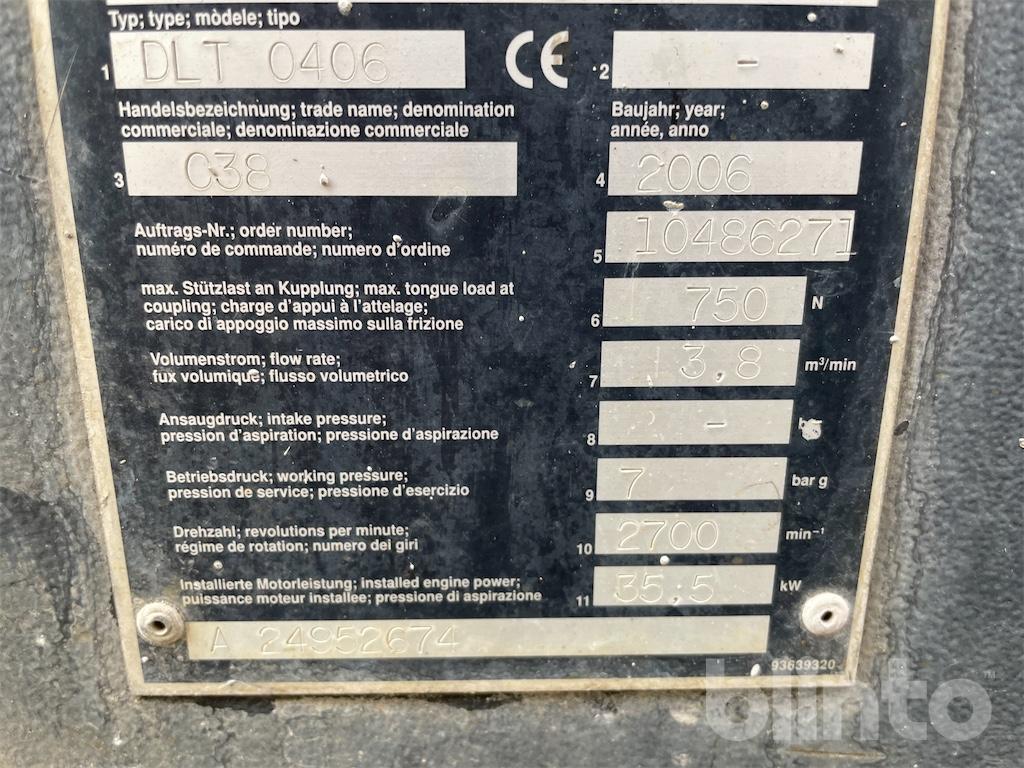 Typ; type; mòdele; tipo
1 DLT 0406 CE 2 -
Handelsbezeichnung; trade name; denomination
commerciale; denominazione commerciale
Baujahr; year;
année, anno
3 C38 4 2006
Auftrags-Nr.; order number;
numéro de commande; numero d'ordine
5 10486271
max. Stützlast an Kupplung; max. tongue load at
coupling; charge d'appui à l'attelage;
carico di appoggio massimo sulla frizione
6 750 N
Volumenstrom; flow rate;
fux volumique; flusso volumetrico
7 3,8 m³/min
Ansaugdruck; intake pressure;
pression d'aspiration; pressione d'aspirazione
8 -
Betriebsdruck; working pressure;
pression de service; pressione d'esercizio
9 7 bar g
Drehzahl; revolutions per minute;
régime de rotation; numero dei giri
10 2700 min⁻¹
Installierte Motorleistung; installed engine power;
puissance moteur installee; pressione di aspirazione
11 35,5 kW
A 24952674
93639320
blinto™